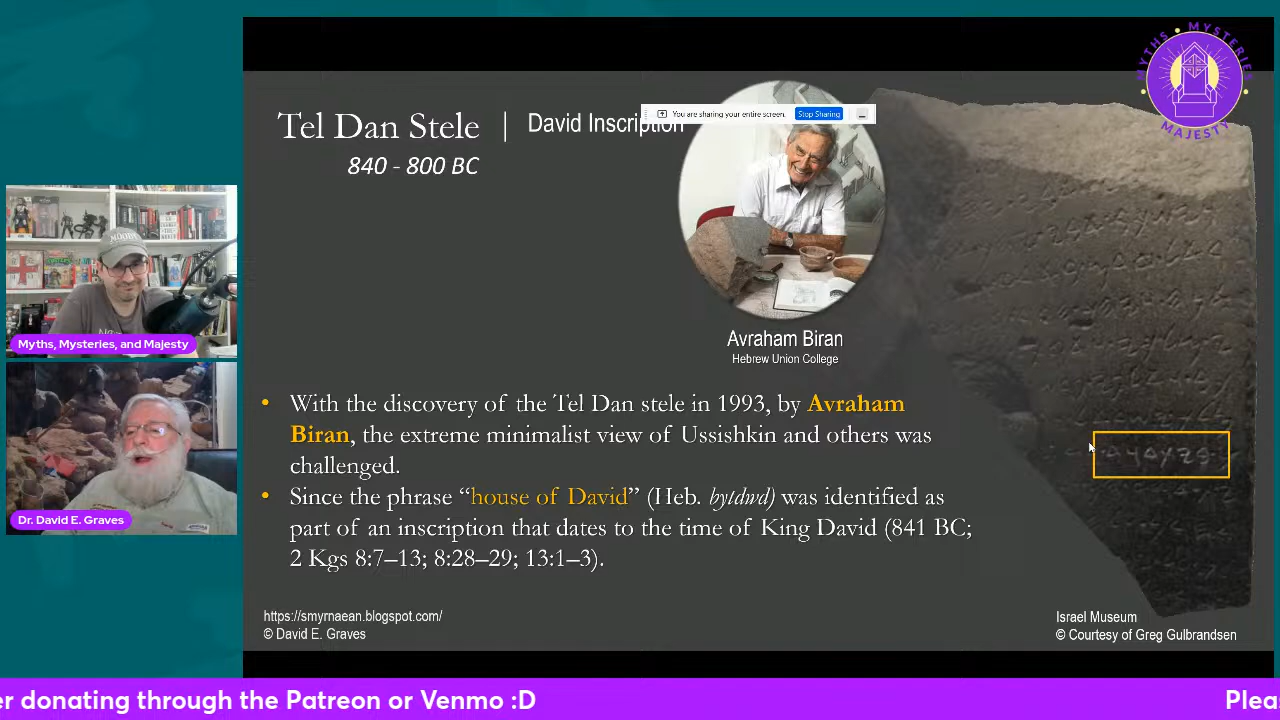 MYTHS, MYSTERIES
MAJESTY
Tel Dan Stele | David Inscription
840 - 800 BC
You are sharing your entire screen.
Stop Sharing
Avraham Biran
Hebrew Union College
Myths, Mysteries, and Majesty
Dr. David E. Graves
• With the discovery of the Tel Dan stele in 1993, by Avraham
Biran, the extreme minimalist view of Ussishkin and others was
challenged.
• Since the phrase “house of David” (Heb. bytdwd) was identified as
part of an inscription that dates to the time of King David (841 BC;
2 Kgs 8:7–13; 8:28–29; 13:1–3).
https://smyrnaean.blogspot.com/
© David E. Graves
Israel Museum
© Courtesy of Greg Gulbrandsen
er donating through the Patreon or Venmo :D
Pleas